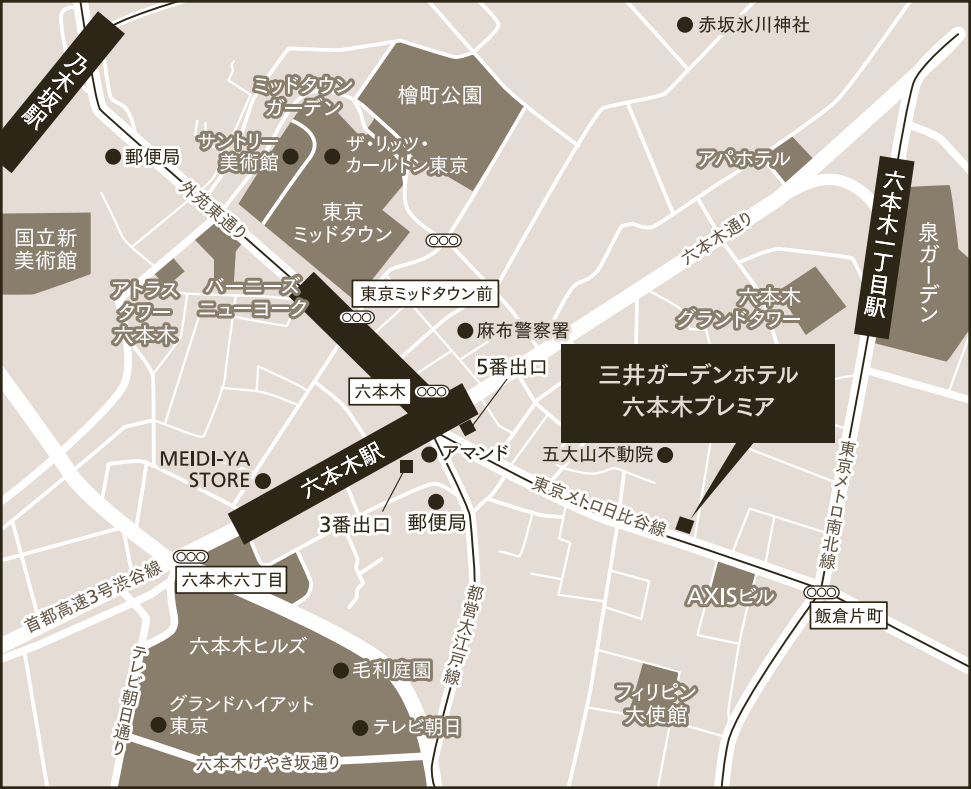 赤坂氷川神社
乃木坂駅
ミッドタウン
ガーデン
檜町公園
サントリー
美術館
ザ・リッツ・
カールトン東京
郵便局
アパホテル
外苑東通り
東京
ミッドタウン
六本木通り
六本木一丁目駅
泉ガーデン
国立新
美術館
アトラス
タワー
六本木
バーニーズ
ニューヨーク
東京ミッドタウン前
六本木
グランドタワー
麻布警察署
5番出口
六本木
三井ガーデンホテル
六本木プレミア
MEIDI-YA
STORE
六本木駅
アマンド
五大山不動院
東京メトロ日比谷線
東京メトロ南北線
3番出口
郵便局
首都高速3号渋谷線
六本木六丁目
都営大江戸線
AXISビル
飯倉片町
六本木ヒルズ
テレビ朝日通り
毛利庭園
フィリピン
大使館
グランドハイアット
東京
テレビ朝日
六本木けやき坂通り